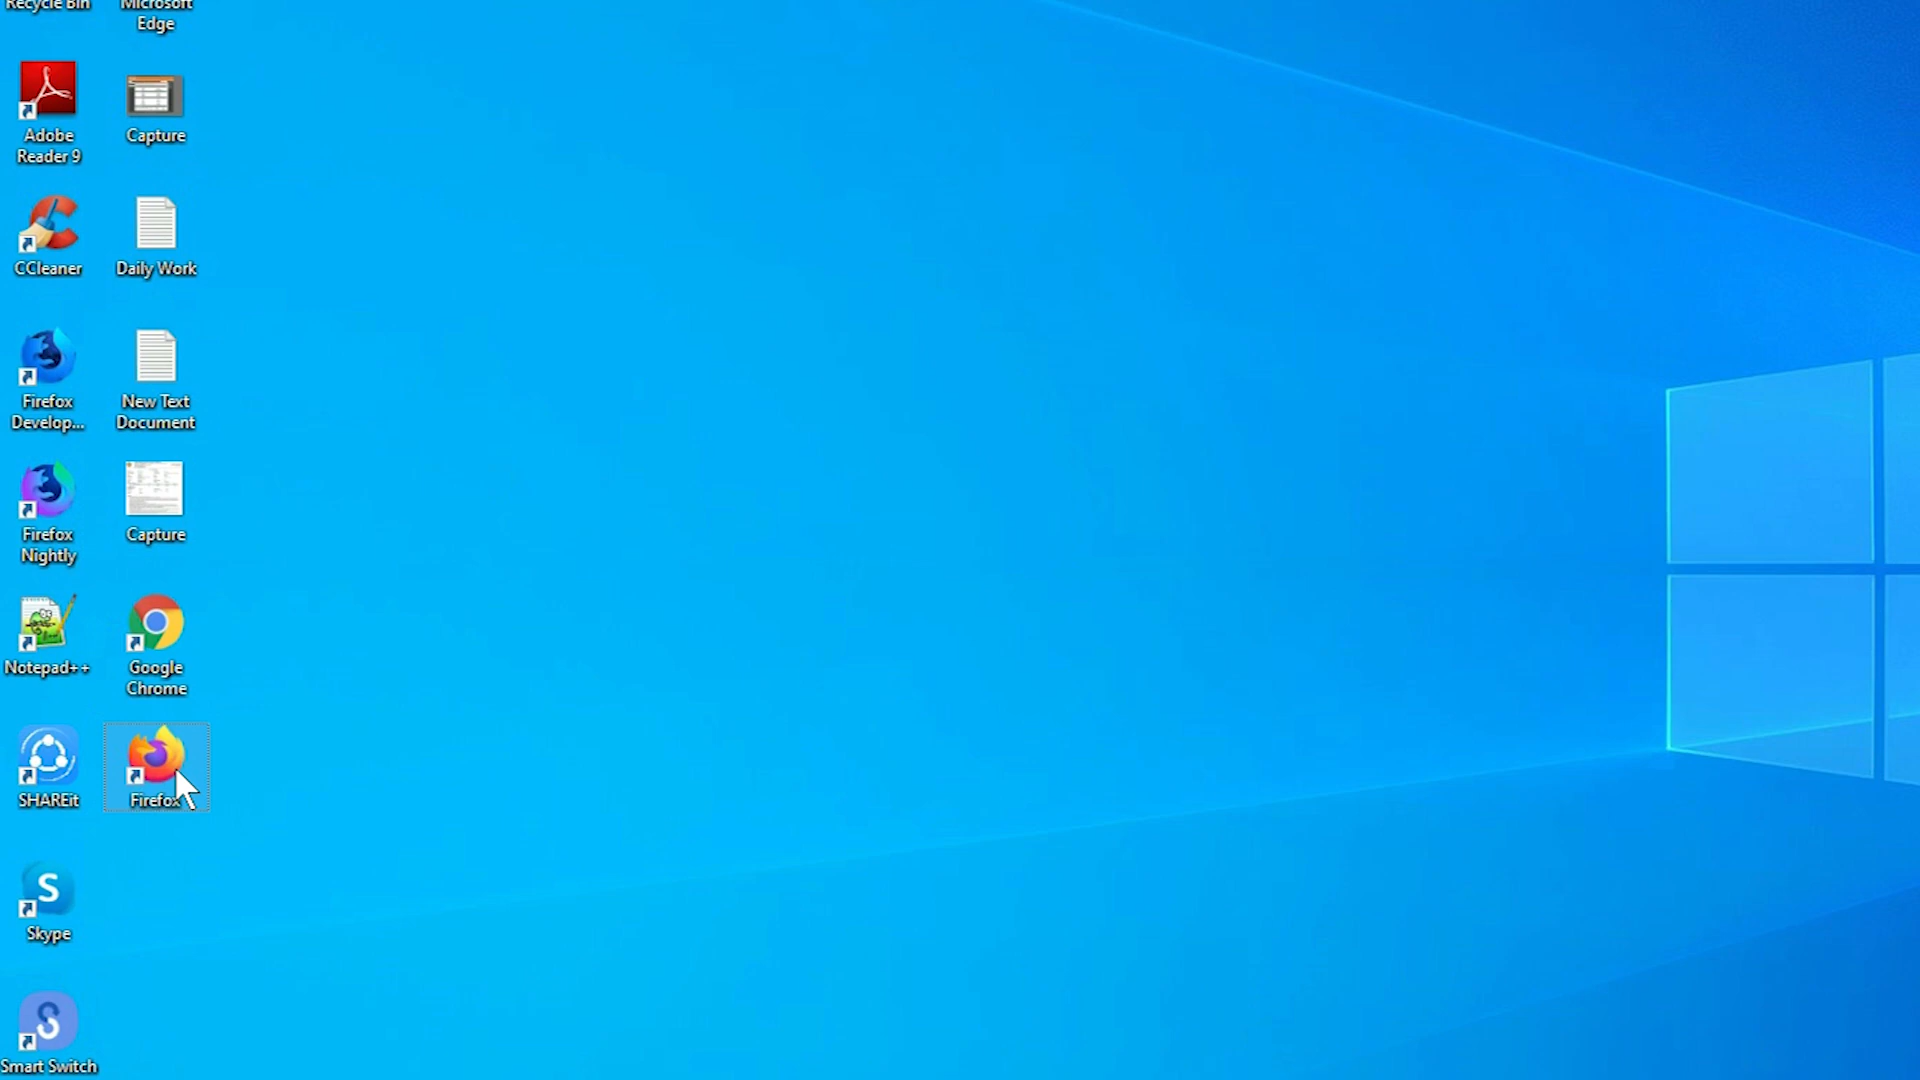 Recycle Bin
Microsoft
Edge
Adobe
Reader 9
Capture
CCleaner
Daily Work
Firefox
Develop...
New Text
Document
Firefox
Nightly
Capture
Notepad++
Google
Chrome
SHAREit
Firefox
Skype
Smart Switch